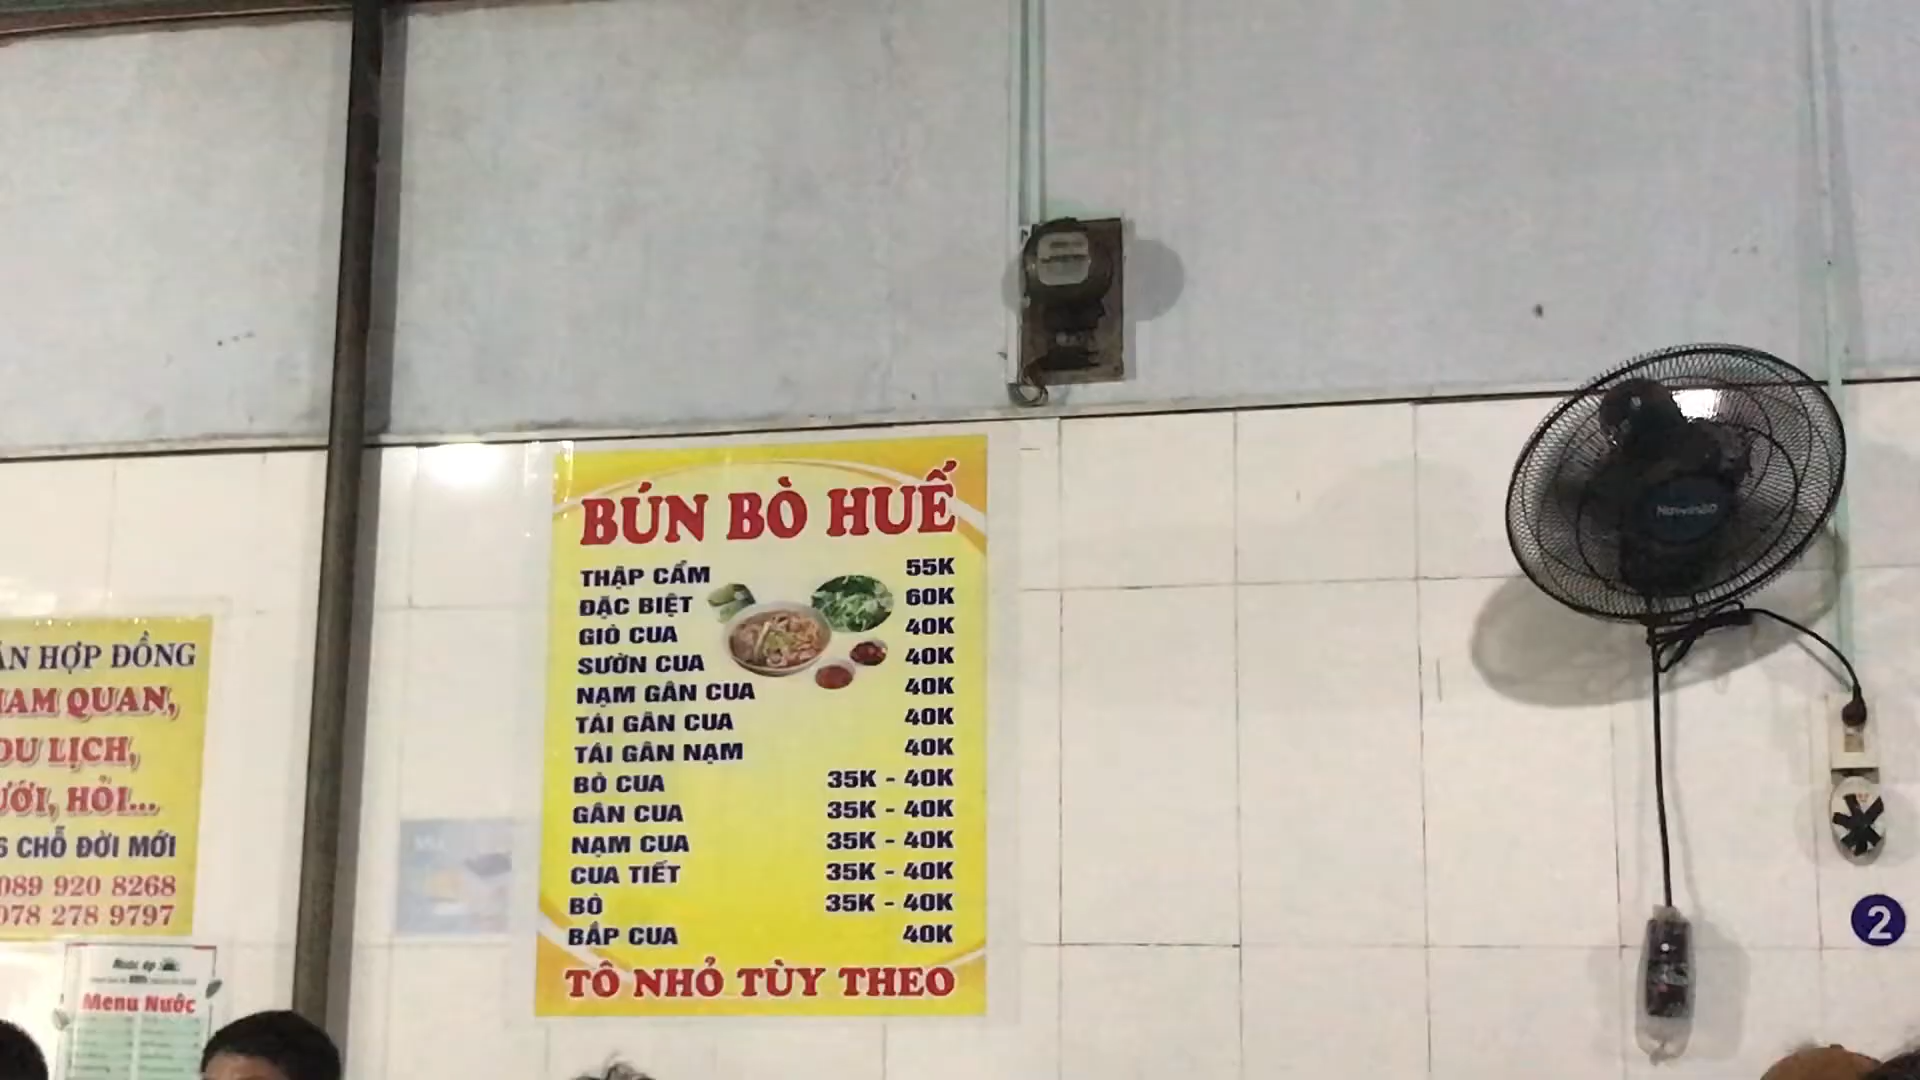 BÚN BÒ HUẾ
THẬP CẨM 55K
ĐẶC BIỆT 60K
GIÒ CUA 40K
SƯỜN CUA 40K
NẠM GÂN CUA 40K
TÁI GÂN CUA 40K
TÁI GÂN NẠM 40K
BÒ CUA 35K - 40K
GÂN CUA 35K - 40K
NẠM CUA 35K - 40K
CUA TIẾT 35K - 40K
BÒ 35K - 40K
BẮP CUA 40K
TÔ NHỎ TÙY THEO
HỢP ĐỒNG
QUAN,
DU LỊCH,
HỎI...
6 CHỖ ĐỜI MỚI
089 920 8268
078 278 9797
Menu Nước
2